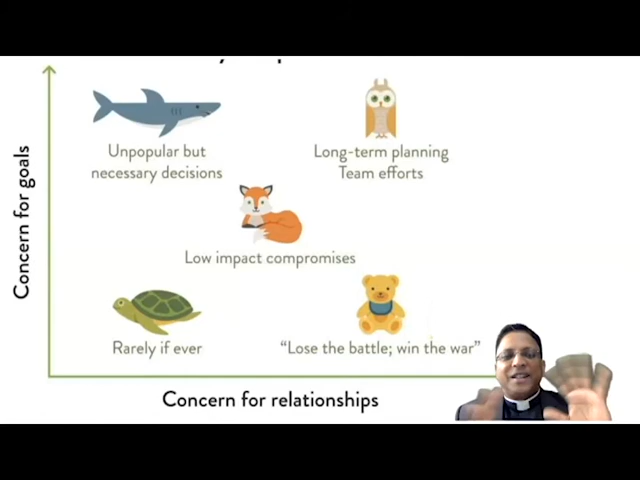 Unpopular but
necessary decisions
Long-term planning
Team efforts
Low impact compromises
Rarely if ever
“Lose the battle; win the war”
Concern for goals
Concern for relationships